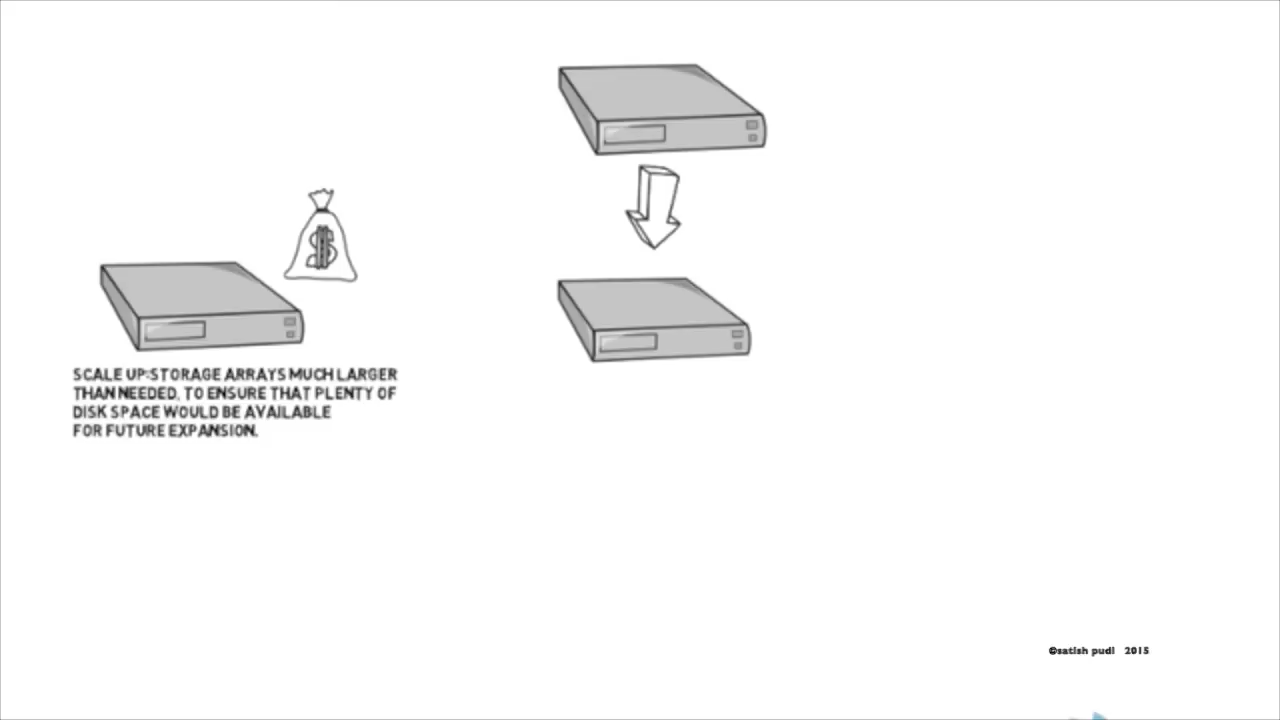 SCALE UP:STORAGE ARRAYS MUCH LARGER
THAN NEEDED, TO ENSURE THAT PLENTY OF
DISK SPACE WOULD BE AVAILABLE
FOR FUTURE EXPANSION.
$
©satish pudi 2015